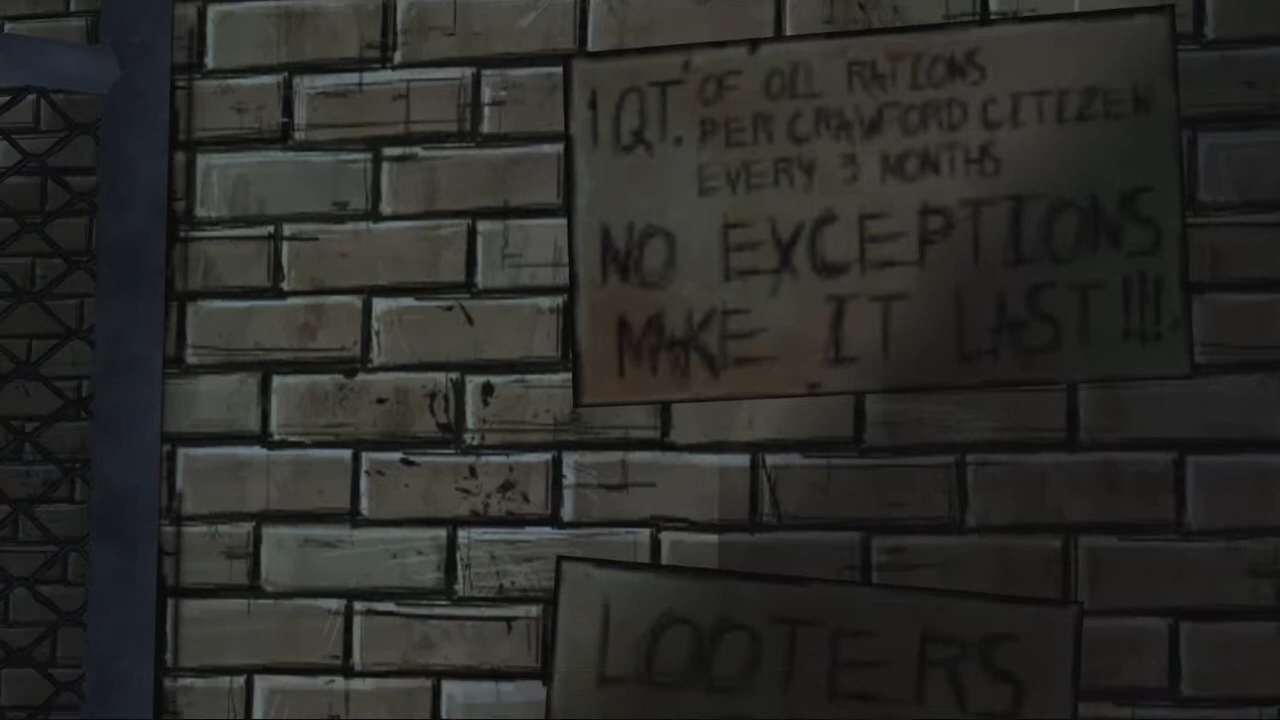 1 QT. OF OIL RATIONS
PER CRAWFORD CITIZEN
EVERY 3 MONTHS
NO EXCEPTIONS
MAKE IT LAST!!!
LOOTERS